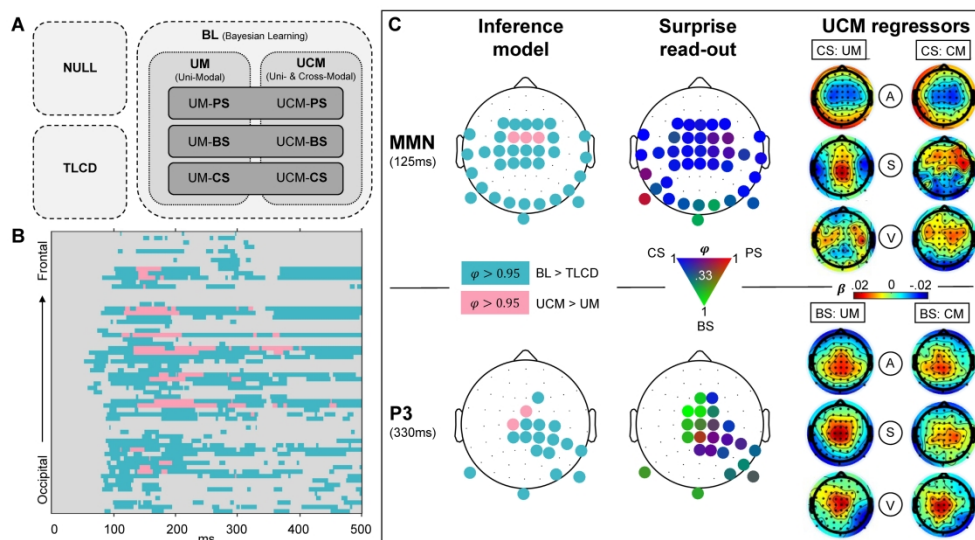 A
BL (Bayesian Learning)
NULL
TLCD
UM
(Uni-Modal)
UCM
(Uni- & Cross-Modal)
UM-PS
UCM-PS
UM-BS
UCM-BS
UM-CS
UCM-CS
B
Frontal
Occipital
0 100 200 300 400 500
ms
C
Inference
model
Surprise
read-out
UCM regressors
CS: UM
CS: CM
MMN
(125ms)
A
S
V
φ > 0.95 BL > TLCD
φ > 0.95 UCM > UM
CS 1 φ 1 PS
.33
1
BS
β .02 0 -.02
BS: UM
BS: CM
P3
(330ms)
A
S
V